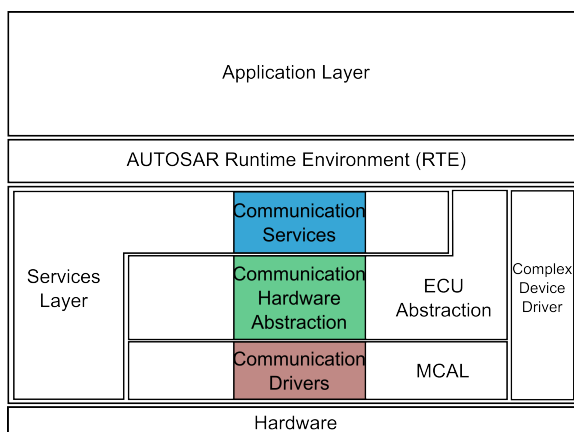 Application Layer
AUTOSAR Runtime Environment (RTE)
Communication
Services
Services
Layer
Communication
Hardware
Abstraction
ECU
Abstraction
Complex
Device
Driver
Communication
Drivers
MCAL
Hardware